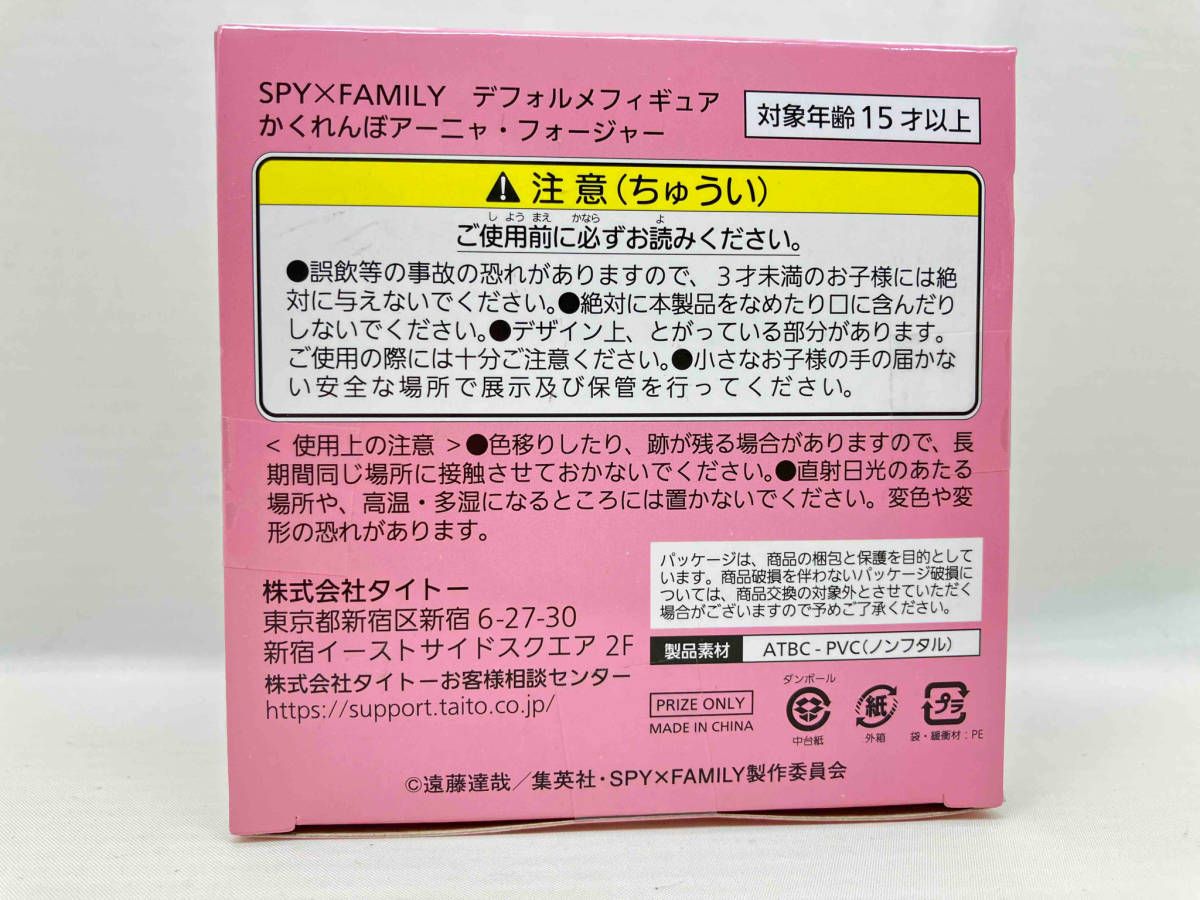 SPY×FAMILY デフォルメフィギュア
かくれんぼアーニャ・フォージャー
対象年齢15才以上
注意(ちゅうい)
し よう まえ かなら よ
ご使用前に必ずお読みください。
●誤飲等の事故の恐れがありますので、3才未満のお子様には絶
対に与えないでください。●絶対に本製品をなめたり口に含んだり
しないでください。●デザイン上、とがっている部分があります。
ご使用の際には十分ご注意ください。●小さなお子様の手の届かな
い安全な場所で展示及び保管を行ってください。
< 使用上の注意 >●色移りしたり、跡が残る場合がありますので、長
期間同じ場所に接触させておかないでください。●直射日光のあたる
場所や、高温・多湿になるところには置かないでください。変色や変
形の恐れがあります。
株式会社タイトー
東京都新宿区新宿6-27-30
新宿イーストサイドスクエア 2F
株式会社タイトーお客様相談センター
https://support.taito.co.jp/
パッケージは、商品の梱包と保護を目的として
います。商品破損を伴わないパッケージ破損に
ついては、商品交換の対象外とさせていただく
場合がございますので予めご了承ください。
製品素材 ATBC-PVC(ノンフタル)
PRIZE ONLY
MADE IN CHINA
ダンボール
中台紙
紙
外箱
プラ
袋・緩衝材:PE
©遠藤達哉/集英社・SPY×FAMILY製作委員会